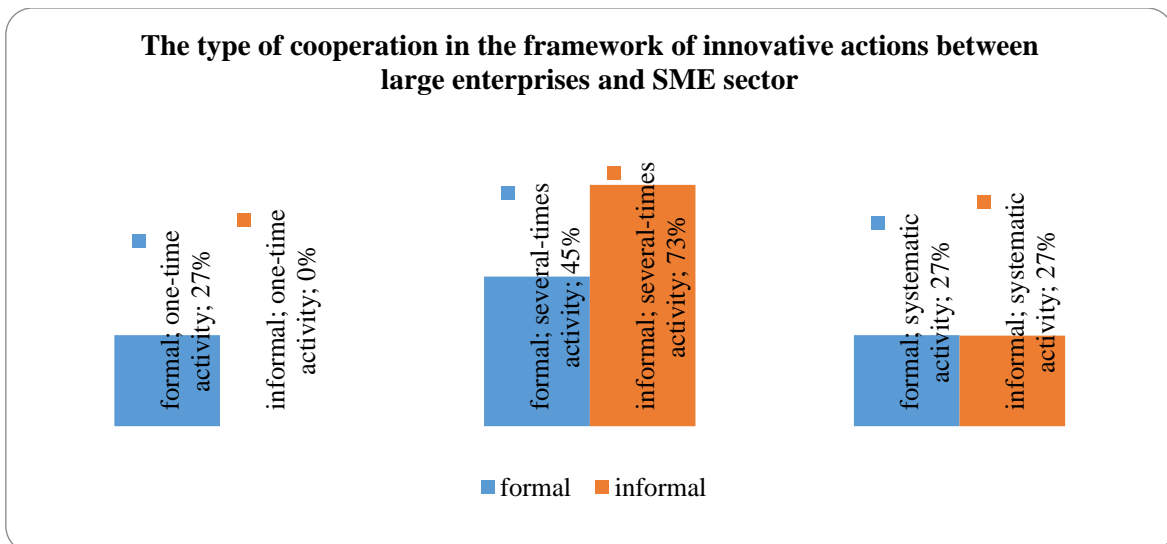 The type of cooperation in the framework of innovative actions between
large enterprises and SME sector
formal; one-time
activity; 27%
informal; one-time
activity; 0%
formal; several-times
activity; 45%
informal; several-times
activity; 73%
formal; systematic
activity; 27%
informal; systematic
activity; 27%
formal
informal